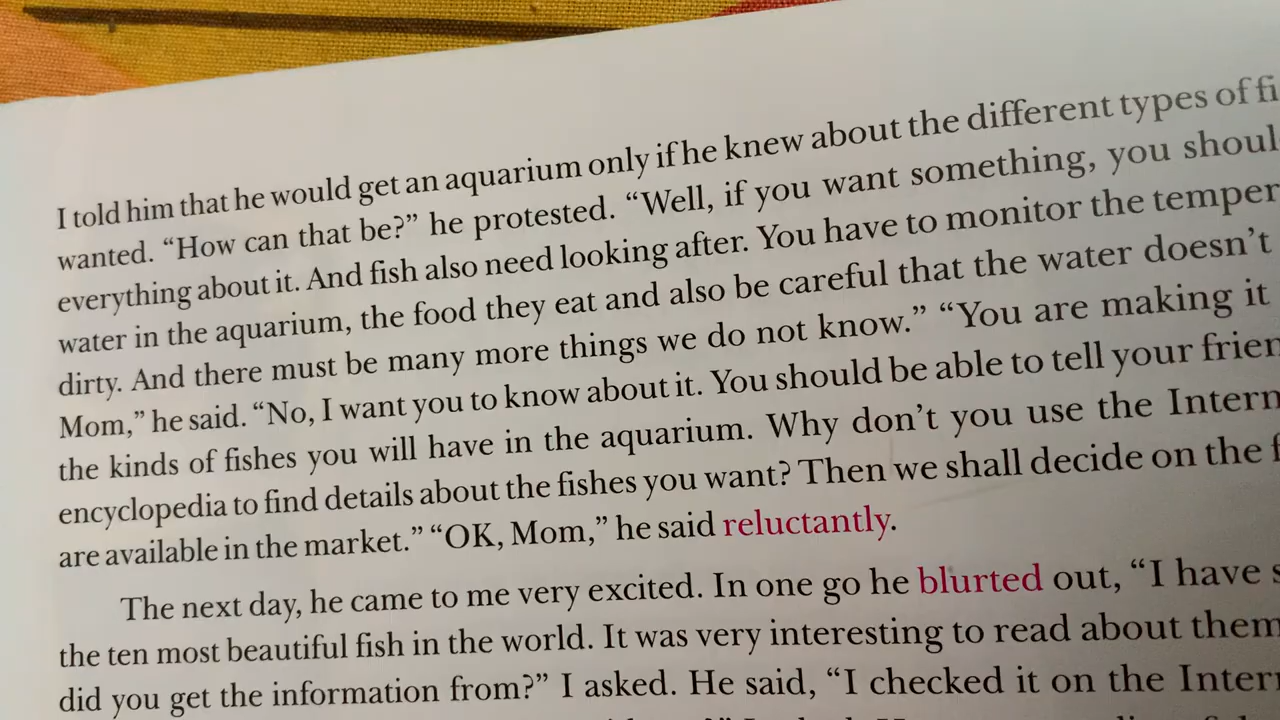 I told him that he would get an aquarium only if he knew about the different types of fi
wanted. “How can that be?” he protested. “Well, if you want something, you shoul
everything about it. And fish also need looking after. You have to monitor the temper
water in the aquarium, the food they eat and also be careful that the water doesn’t
dirty. And there must be many more things we do not know.” “You are making it
Mom,” he said. “No, I want you to know about it. You should be able to tell your frien
the kinds of fishes you will have in the aquarium. Why don’t you use the Intern
encyclopedia to find details about the fishes you want? Then we shall decide on the f
are available in the market.” “OK, Mom,” he said reluctantly.
The next day, he came to me very excited. In one go he blurted out, “I have s
the ten most beautiful fish in the world. It was very interesting to read about them
did you get the information from?” I asked. He said, “I checked it on the Intern